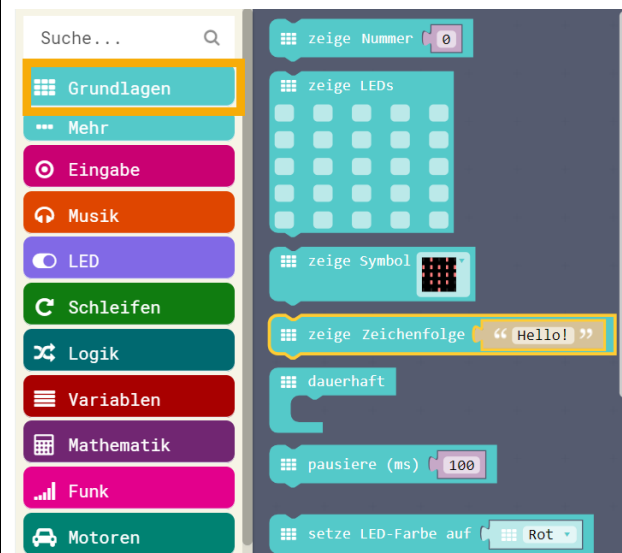 Suche...
Grundlagen
Mehr
Eingabe
Musik
LED
Schleifen
Logik
Variablen
Mathematik
Funk
Motoren
zeige Nummer 0
zeige LEDs
zeige Symbol
zeige Zeichenfolge “ Hello! ”
dauerhaft
pausiere (ms) 100
setze LED-Farbe auf Rot